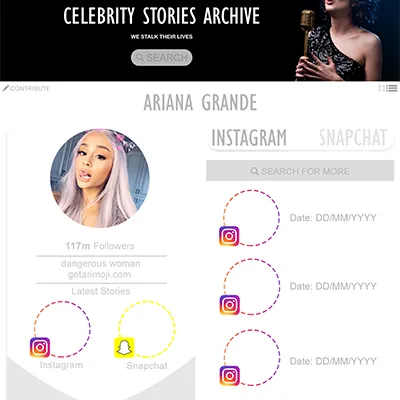 CELEBRITY STORIES ARCHIVE
WE STALK THEIR LIVES
SEARCH
CONTRIBUTE
ARIANA GRANDE
117m Followers
dangerous woman
getarimoji.com
Latest Stories
Instagram
Snapchat
INSTAGRAM
SNAPCHAT
SEARCH FOR MORE
Date: DD/MM/YYYY
Date: DD/MM/YYYY
Date: DD/MM/YYYY